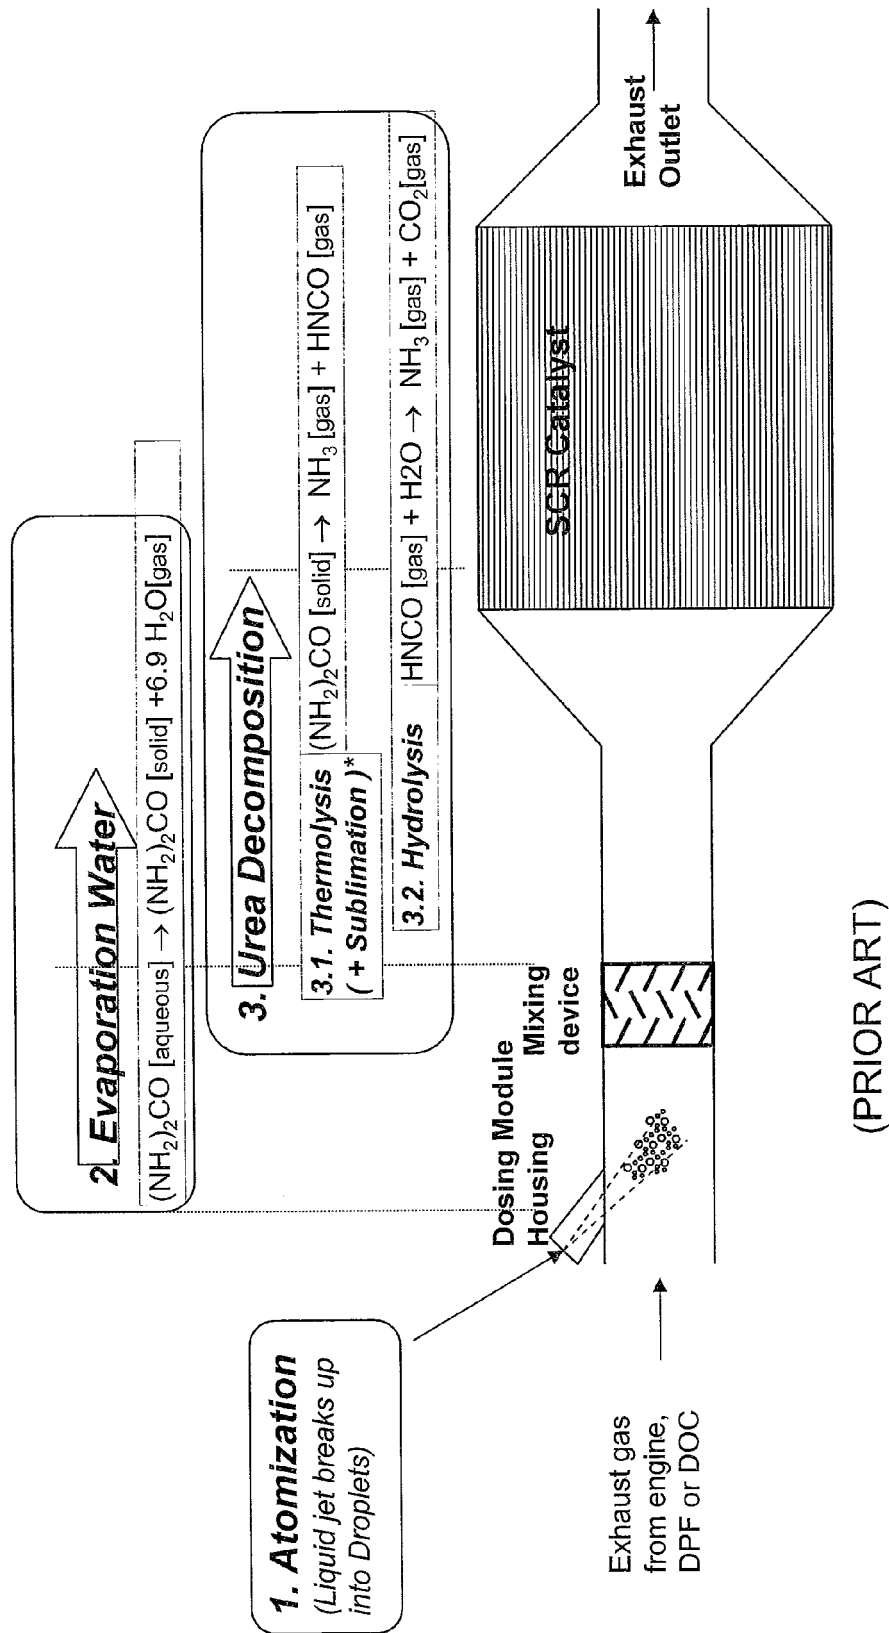 1. Atomization
(Liquid jet breaks up
into Droplets)
2. Evaporation Water
(NH₂)₂CO [aqueous] → (NH₂)₂CO [solid] +6.9 H₂O[gas]
3. Urea Decomposition
3.1. Thermolysis (NH₂)₂CO [solid] → NH₃ [gas] + HNCO [gas]
( + Sublimation )*
3.2. Hydrolysis HNCO [gas] + H2O → NH₃ [gas] + CO₂[gas]
Dosing Module
Housing
Mixing
device
SCR Catalyst
Exhaust
Outlet
Exhaust gas
from engine,
DPF or DOC
(PRIOR ART)